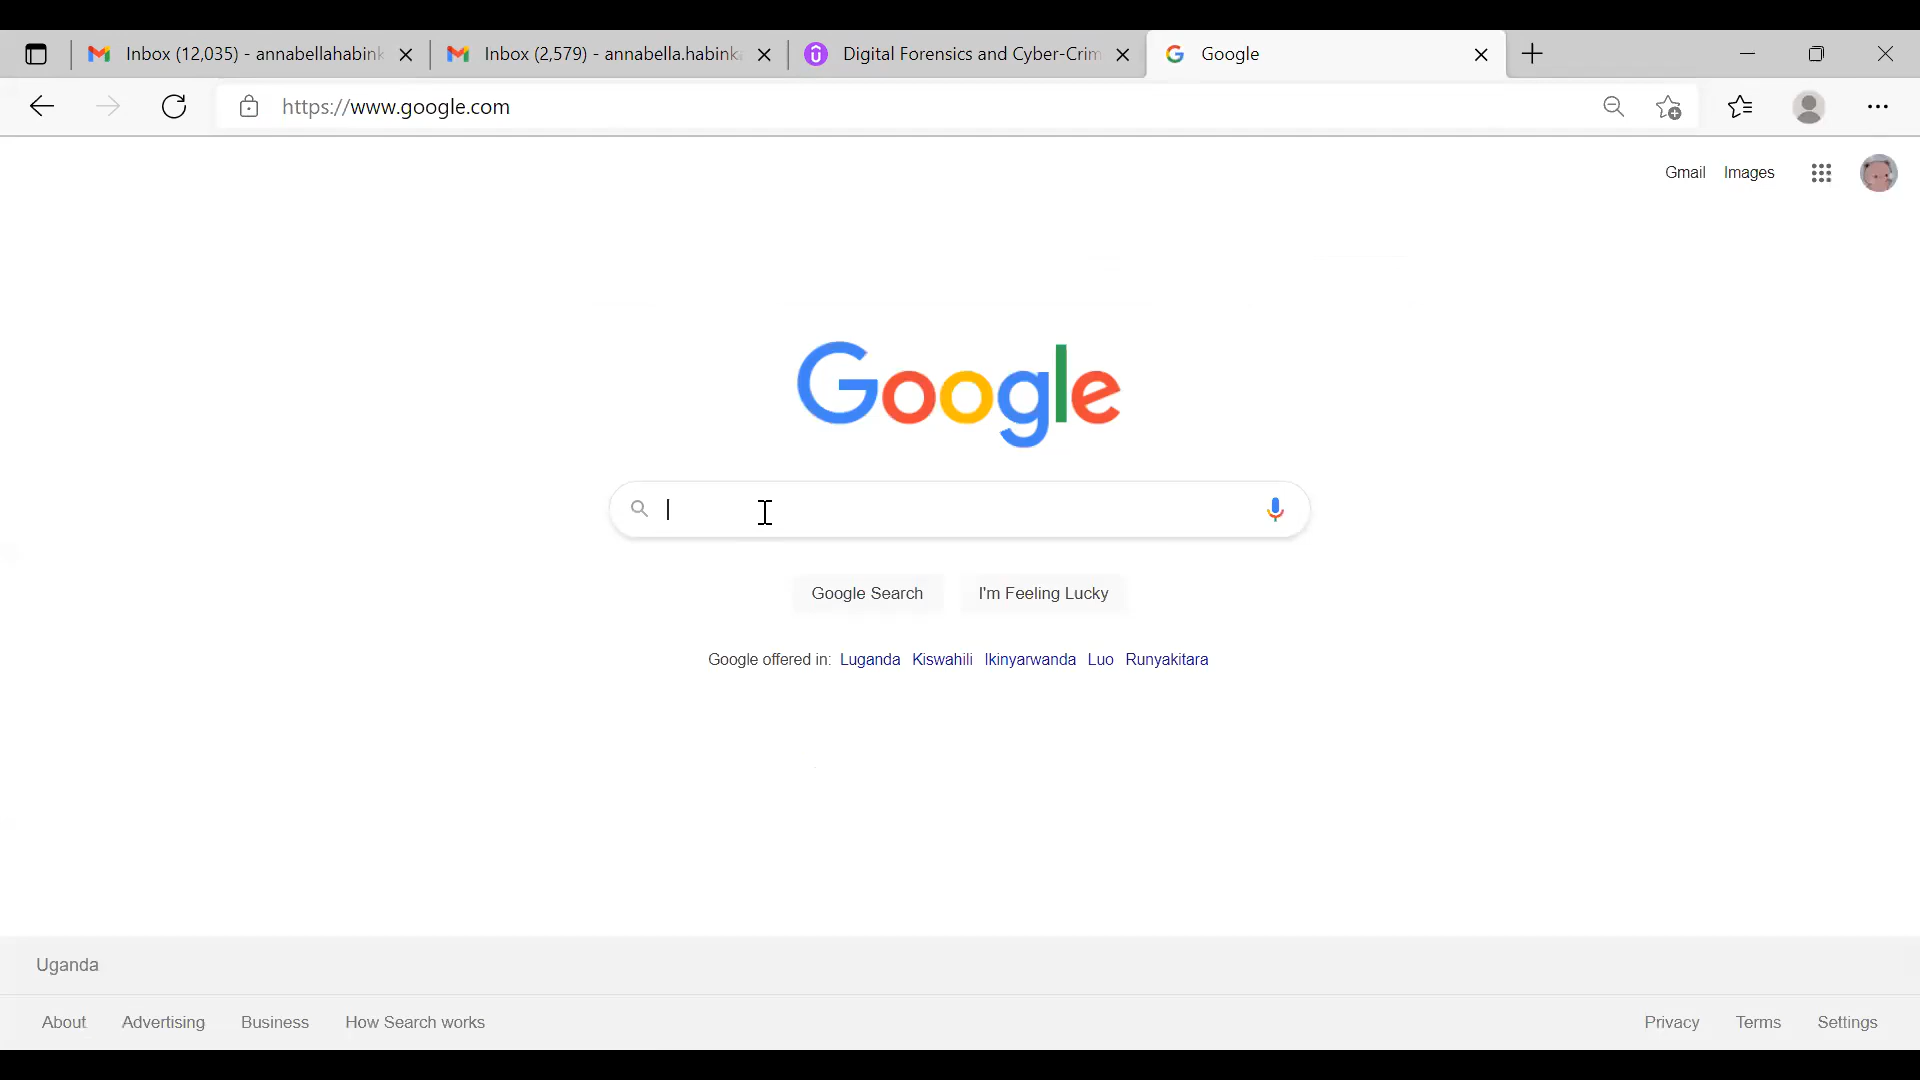 Inbox (12,035) - annabellahabink
Inbox (2,579) - annabella.habink
Digital Forensics and Cyber-Crim
Google
https://www.google.com
Gmail Images
Google
Google Search I'm Feeling Lucky
Google offered in: Luganda Kiswahili Ikinyarwanda Luo Runyakitara
Uganda
About Advertising Business How Search works Privacy Terms Settings